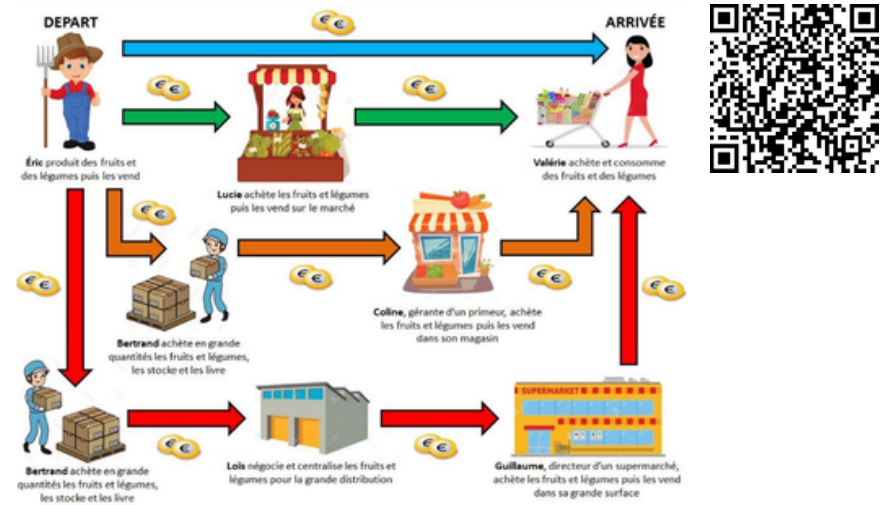 DEPART
ARRIVÉE
Éric produit des fruits et
des légumes puis les vend
Lucie achète les fruits et légumes
puis les vend sur le marché
Valérie achète et consomme
des fruits et des légumes
Bertrand achète en grande
quantités les fruits et légumes,
les stocke et les livre
Coline, gérante d'un primeur, achète
les fruits et légumes puis les vend
dans son magasin
Bertrand achète en grande
quantités les fruits et légumes,
les stocke et les livre
Loïs négocie et centralise les fruits et
légumes pour la grande distribution
SUPERMARKET
Guillaume, directeur d'un supermarché,
achète les fruits et légumes puis les vend
dans sa grande surface